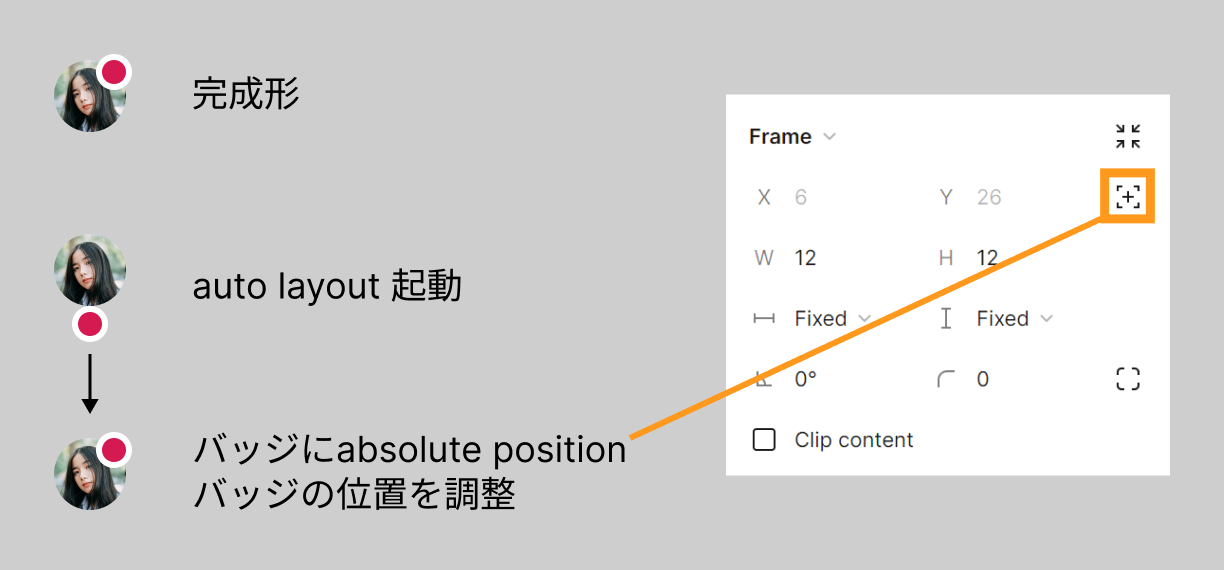 完成形
auto layout 起動
バッジにabsolute position
バッジの位置を調整
Frame
X 6 Y 26
W 12 H 12
Fixed Fixed
0° 0
Clip content